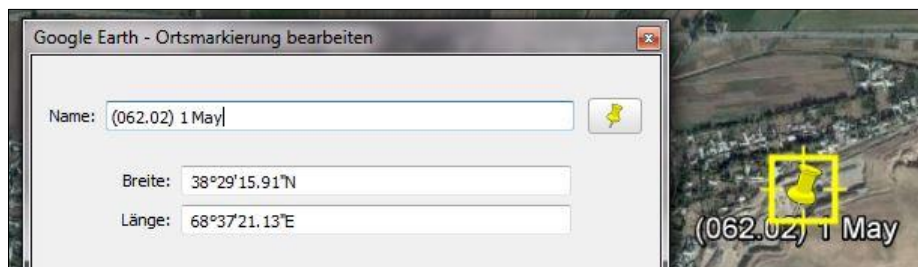 Google Earth - Ortsmarkierung bearbeiten
Name: (062.02) 1 May
Breite: 38°29'15.91"N
Länge: 68°37'21.13"E
(062.02) 1 May